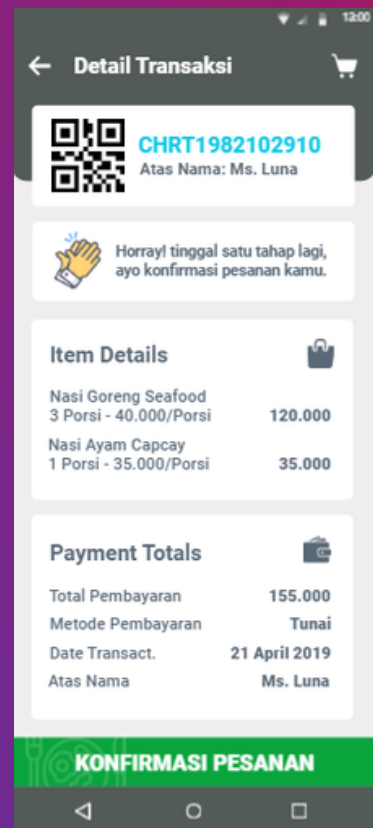 13:00
Detail Transaksi
CHRT1982102910
Atas Nama: Ms. Luna
Horray! tinggal satu tahap lagi,
ayo konfirmasi pesanan kamu.
Item Details
Nasi Goreng Seafood
3 Porsi - 40.000/Porsi 120.000
Nasi Ayam Capcay
1 Porsi - 35.000/Porsi 35.000
Payment Totals
Total Pembayaran 155.000
Metode Pembayaran Tunai
Date Transact. 21 April 2019
Atas Nama Ms. Luna
KONFIRMASI PESANAN